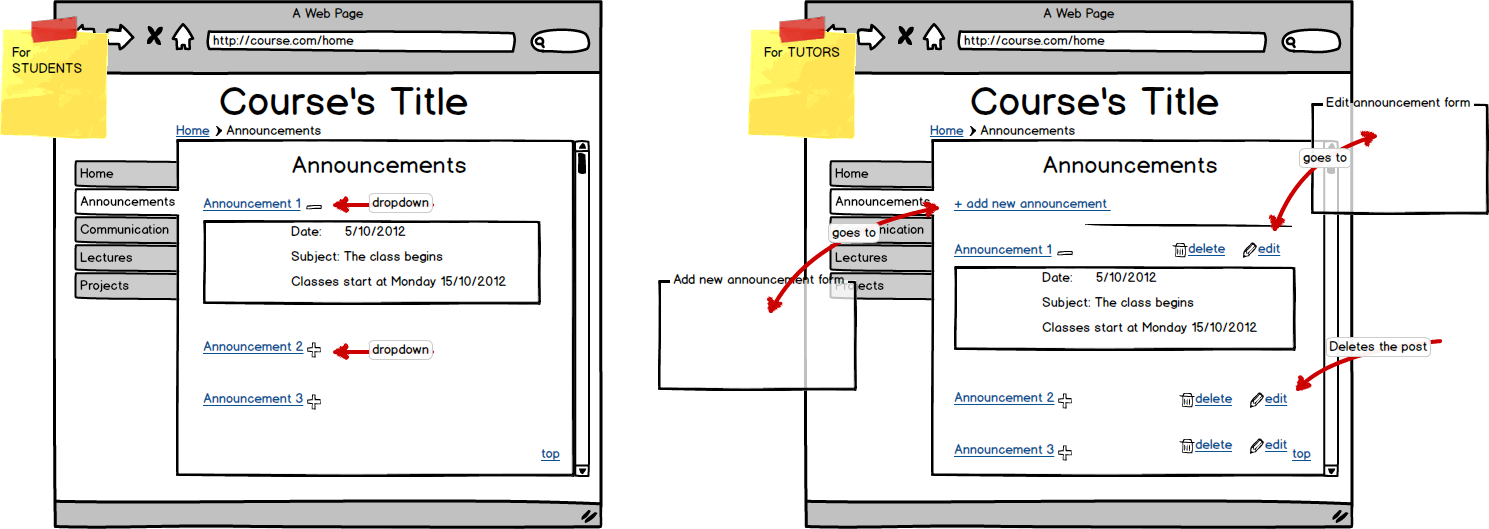 A Web Page
For
STUDENTS
http://course.com/home
Course's Title
Home Announcements
Announcements
Home
Announcements
Communication
Lectures
Projects
Announcement 1
dropdown
Date: 5/10/2012
Subject: The class begins
Classes start at Monday 15/10/2012
Announcement 2
dropdown
Announcement 3
top
A Web Page
For TUTORS
http://course.com/home
Course's Title
Home Announcements
Edit announcement form
goes to
Announcements
Home
Announcements
nication
Lectures
Projects
+ add new announcement
goes to
Add new announcement form
Announcement 1
delete
edit
Date: 5/10/2012
Subject: The class begins
Classes start at Monday 15/10/2012
Deletes the post
Announcement 2
delete
edit
Announcement 3
delete
edit
top